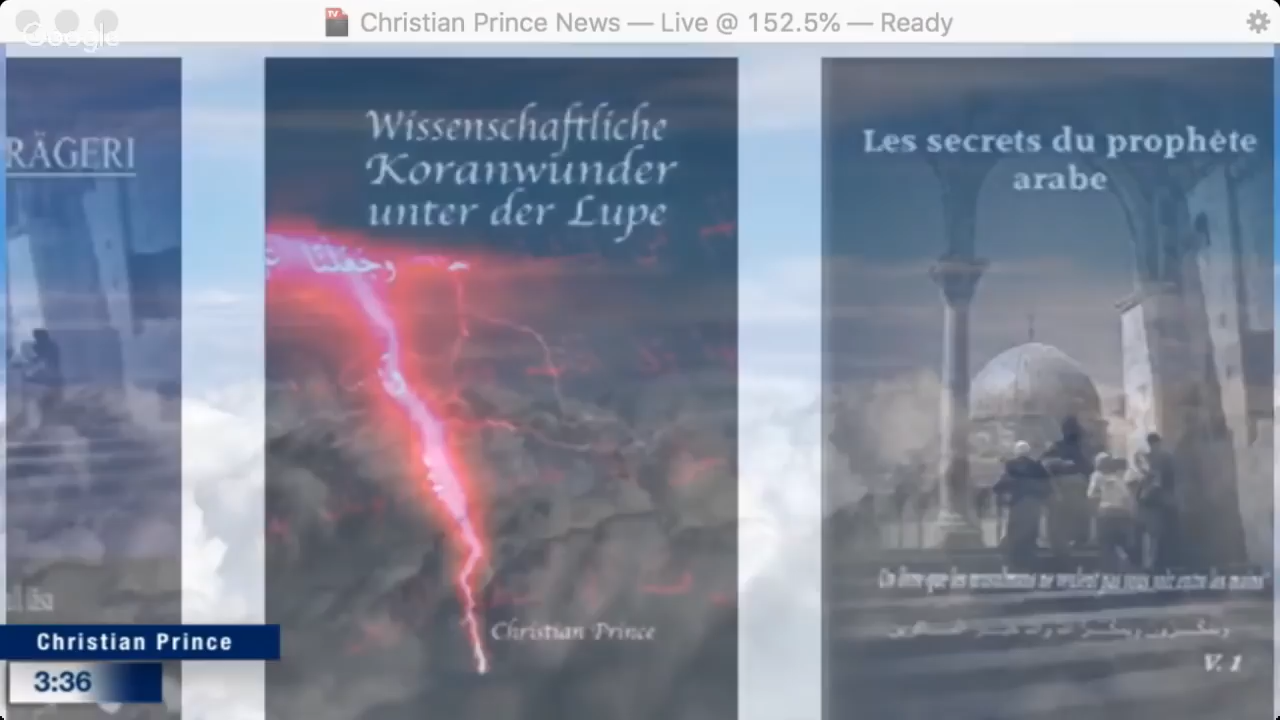 Christian Prince News — Live @ 152.5% — Ready
Google
RÄGERI
Wissenschaftliche
Koranwunder
unter der Lupe
Christian Prince
Les secrets du prophète
arabe
V. 1
Christian Prince
3:36